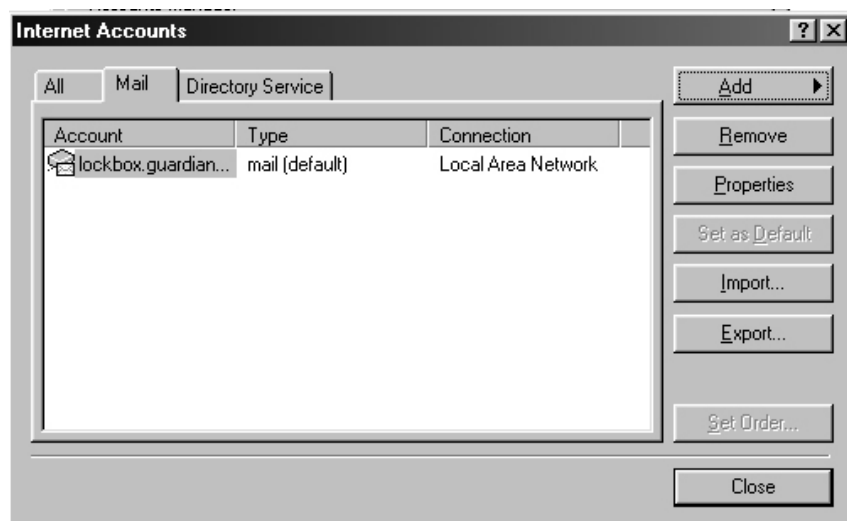 Internet Accounts
All Mail Directory Service
Account Type Connection
lockbox.guardian... mail (default) Local Area Network
Add
Remove
Properties
Set as Default
Import...
Export...
Set Order...
Close